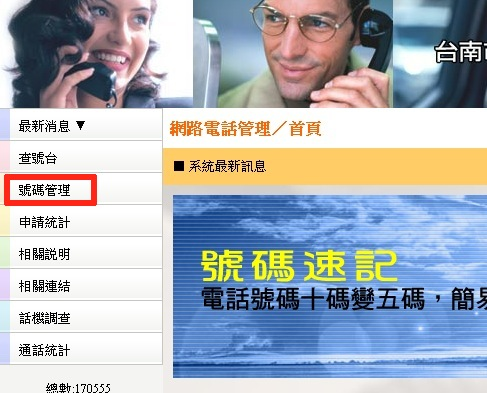 台南市
最新消息 ▼
查號台
號碼管理
申請統計
相關說明
相關連結
話機調查
通話統計
總數:170555
網路電話管理／首頁
■ 系統最新訊息
號碼速記
電話號碼十碼變五碼，簡易